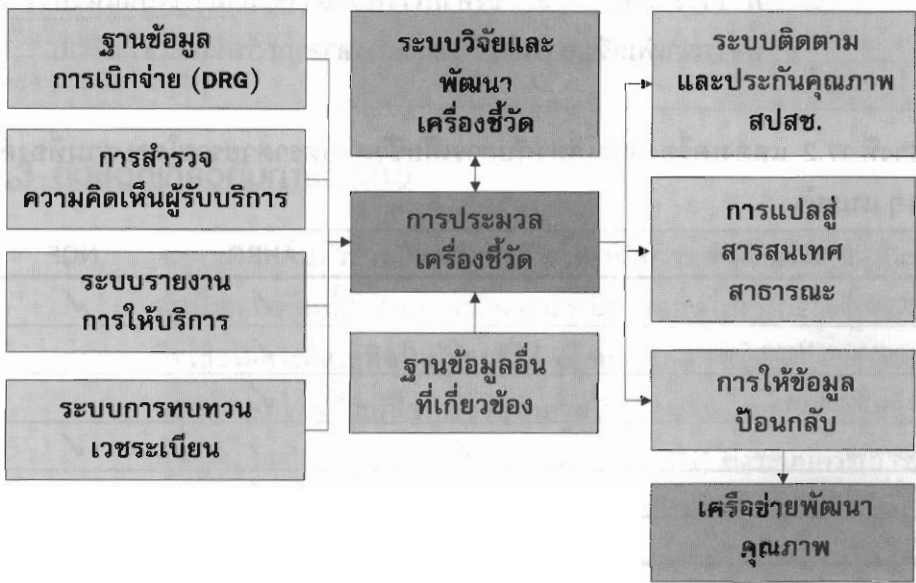 ฐานข้อมูล
การเบิกจ่าย (DRG)
การสำรวจ
ความคิดเห็นผู้รับบริการ
ระบบรายงาน
การให้บริการ
ระบบการทบทวน
เวชระเบียน
ระบบวิจัยและ
พัฒนา
เครื่องชี้วัด
การประมวล
เครื่องชี้วัด
ฐานข้อมูลอื่น
ที่เกี่ยวข้อง
ระบบติดตาม
และประกันคุณภาพ
สปสช.
การแปลสู่
สารสนเทศ
สาธารณะ
การให้ข้อมูล
ป้อนกลับ
เครือข่ายพัฒนา
คุณภาพ